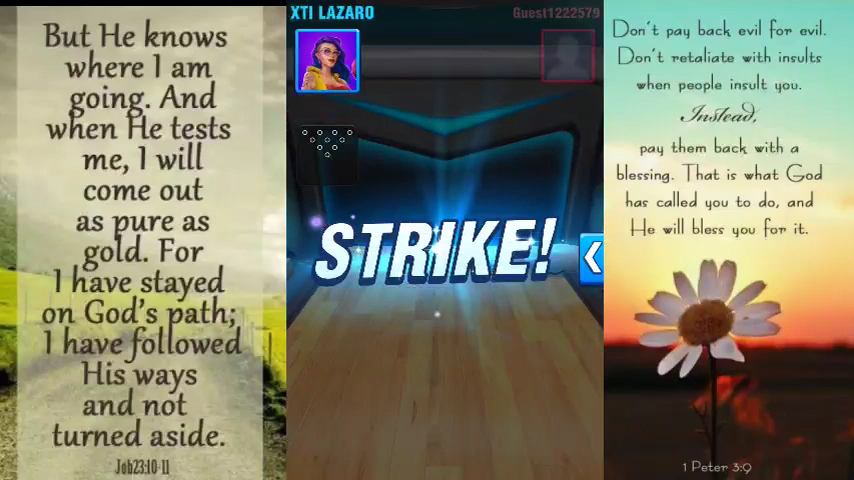 But He knows
where I am
going. And
when He tests
me, I will
come out
as pure as
gold. For
I have stayed
on God's path;
I have followed
His ways
and not
turned aside.
Job23:10-11
XTI LAZARO
Guest1222579
STRIKE!
Don't pay back evil for evil.
Don't retaliate with insults
when people insult you.
Instead,
pay them back with a
blessing. That is what God
has called you to do, and
He will bless you for it.
1 Peter 3:9